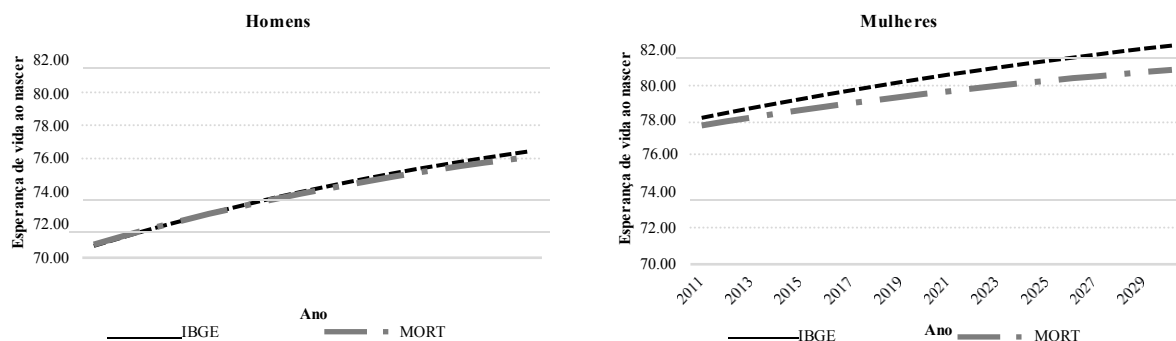 Homens
Esperança de vida ao nascer
82.00
80.00
78.00
76.00
74.00
72.00
70.00
Ano
IBGE
MORT
Mulheres
Esperança de vida ao nascer
82.00
80.00
78.00
76.00
74.00
72.00
70.00
2011
2013
2015
2017
2019
2021
2023
2025
2027
2029
Ano
IBGE
MORT